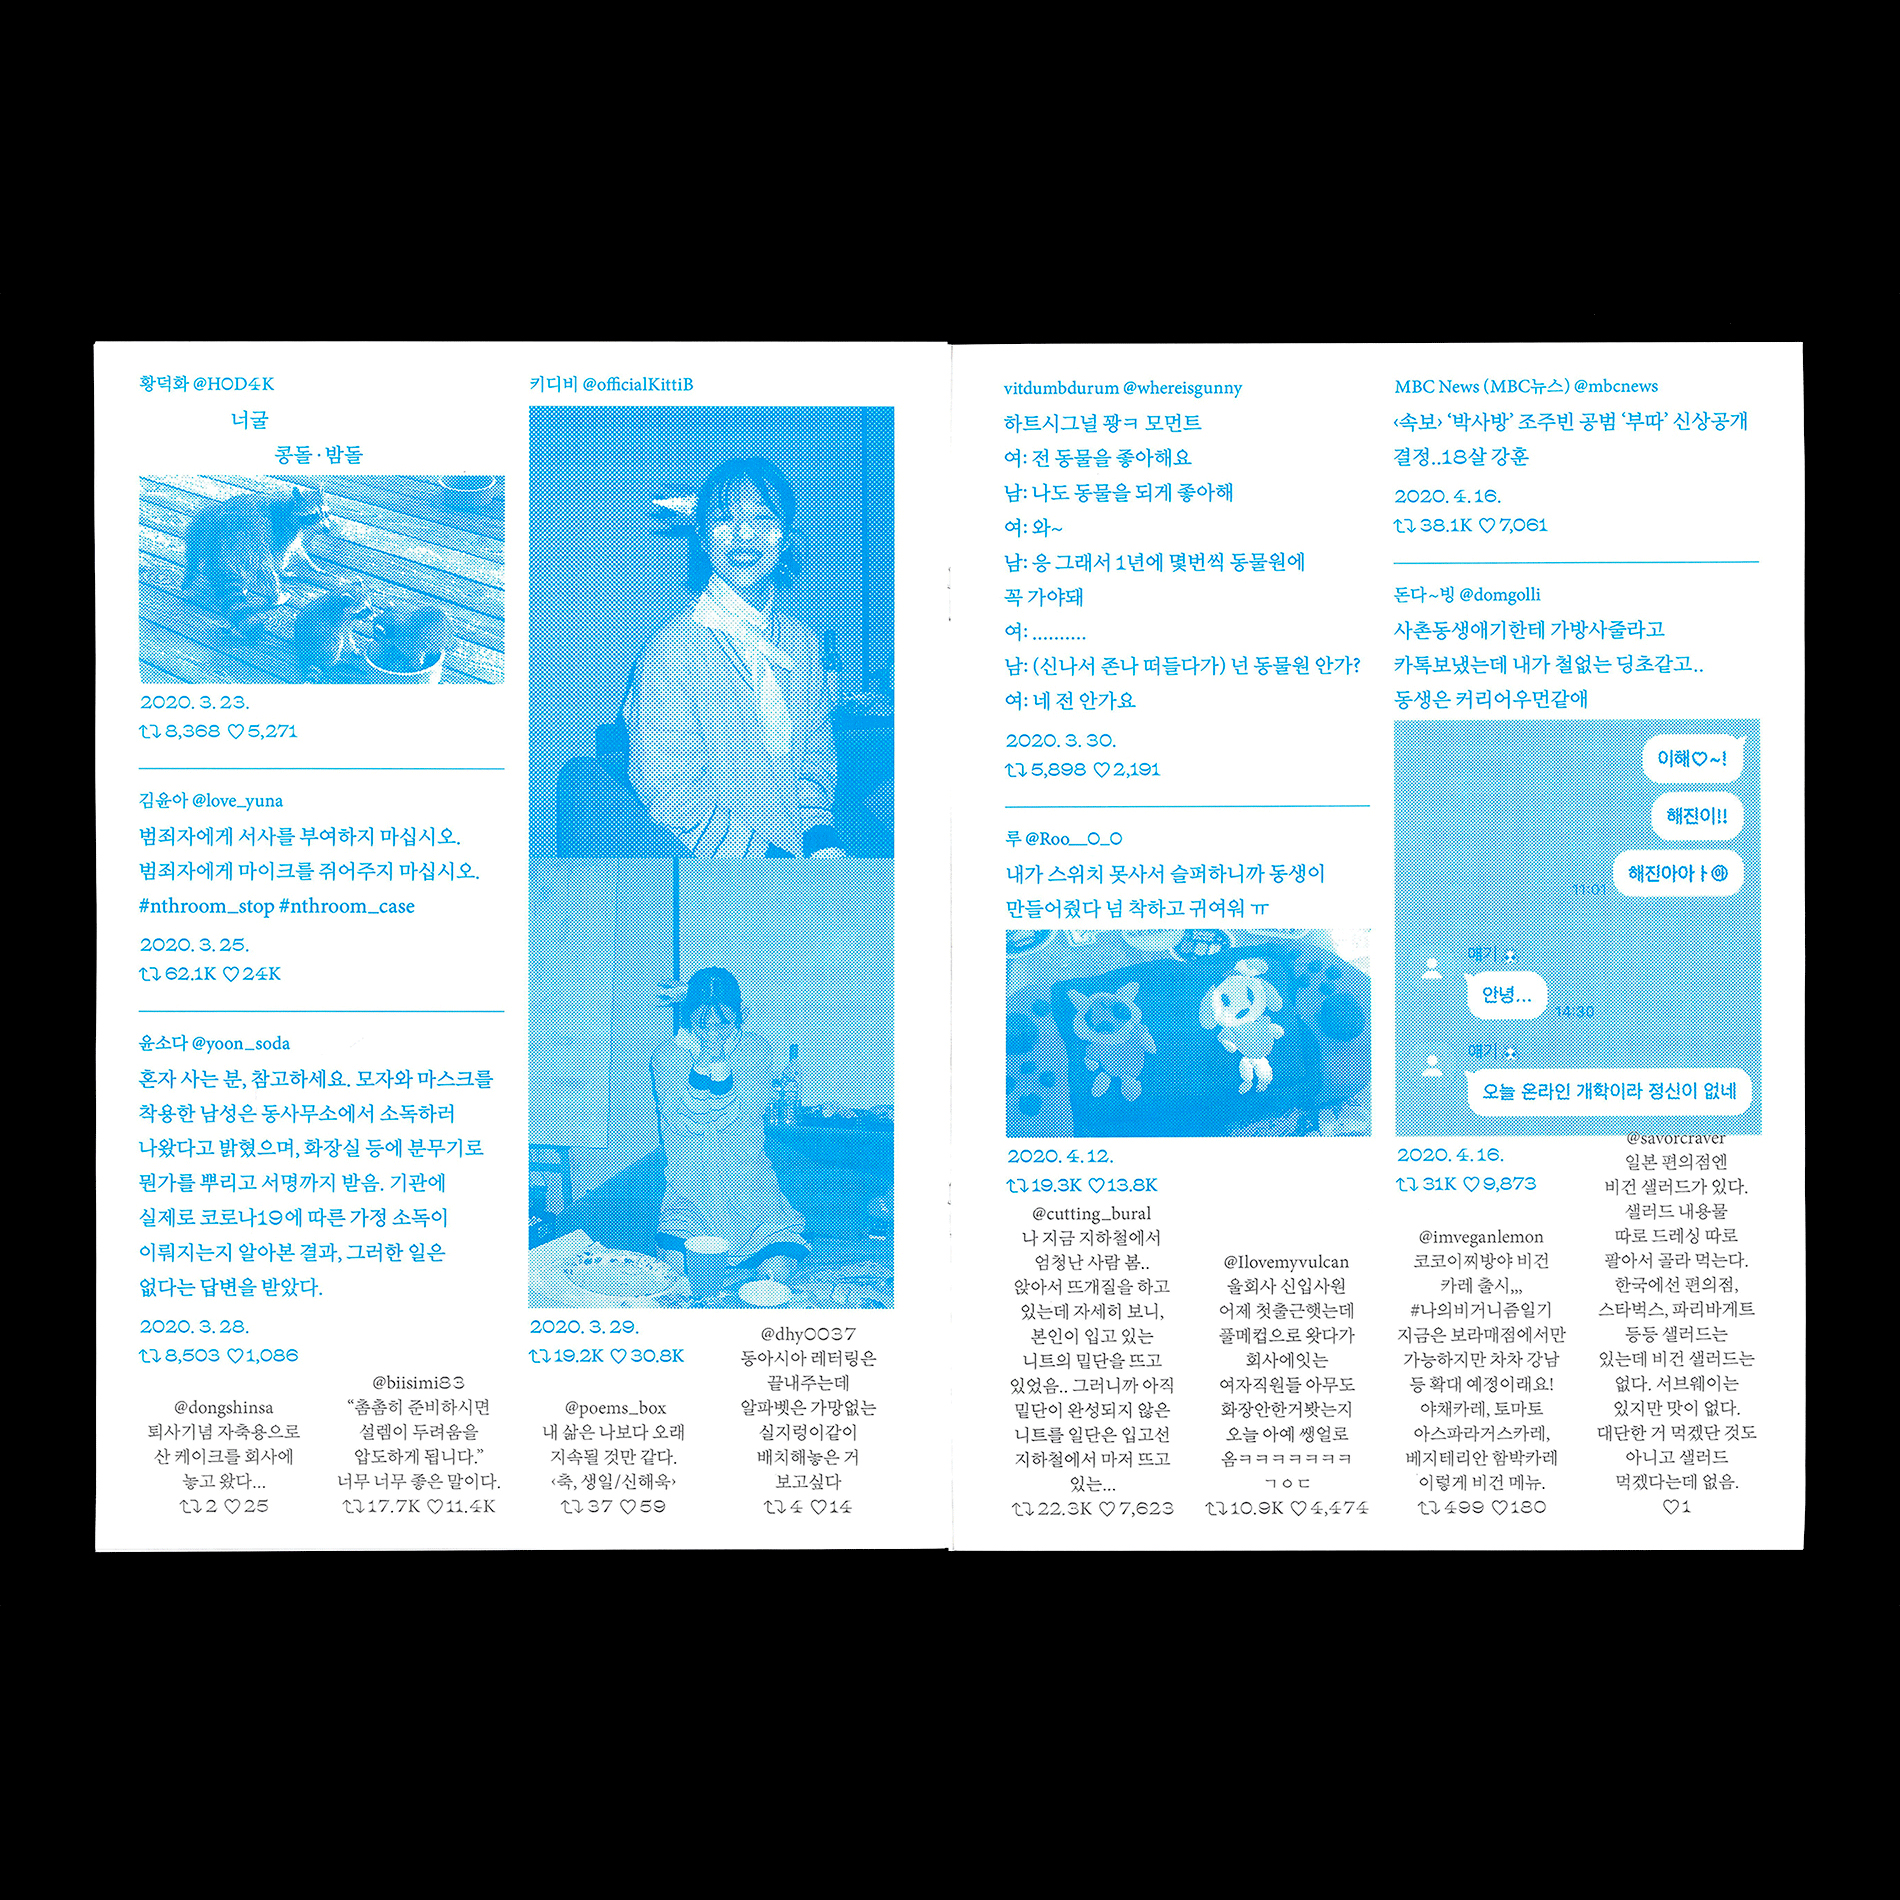 황덕화 @HOD4K
너굴
콩돌·밤돌
2020. 3. 23.
8,368 ♡5,271
김윤아 @love_yuna
범죄자에게 서사를 부여하지 마십시오.
범죄자에게 마이크를 쥐어주지 마십시오.
#nthroom_stop #nthroom_case
2020. 3. 25.
62.1K ♡24K
윤소다 @yoon_soda
혼자 사는 분, 참고하세요. 모자와 마스크를
착용한 남성은 동사무소에서 소독하러
나왔다고 밝혔으며, 화장실 등에 분무기로
뭔가를 뿌리고 서명까지 받음. 기관에
실제로 코로나19에 따른 가정 소독이
이뤄지는지 알아본 결과, 그러한 일은
없다는 답변을 받았다.
2020. 3. 28.
8,503 ♡1,086
@dongshinsa
퇴사기념 자축용으로
산 케이크를 회사에
놓고 왔다...
2 ♡25
@biisimi83
“촘촘히 준비하시면
설렘이 두려움을
압도하게 됩니다.”
너무 너무 좋은 말이다.
17.7K ♡11.4K
키디비 @officialKittiB
2020. 3. 29.
19.2K ♡30.8K
@poems_box
내 삶은 나보다 오래
지속될 것만 같다.
‹축, 생일/신해욱›
37 ♡59
@dhy0037
동아시아 레터링은
끝내주는데
알파벳은 가망없는
실지렁이같이
배치해놓은 거
보고싶다
4 ♡14
vitdumbdurum @whereisgunny
하트시그널 꽝ㅋ 모먼트
여: 전 동물을 좋아해요
남: 나도 동물을 되게 좋아해
여: 와~
남: 응 그래서 1년에 몇번씩 동물원에
꼭 가야돼
여: ..........
남: (신나서 존나 떠들다가) 넌 동물원 안가?
여: 네 전 안가요
2020. 3. 30.
5,898 ♡2,191
루 @Roo__0_0
내가 스위치 못사서 슬퍼하니까 동생이
만들어줬다 넘 착하고 귀여워 ㅠ
2020. 4. 12.
19.3K ♡13.8K
@cutting_bural
나 지금 지하철에서
엄청난 사람 봄..
앉아서 뜨개질을 하고
있는데 자세히 보니,
본인이 입고 있는
니트의 밑단을 뜨고
있었음.. 그러니까 아직
밑단이 완성되지 않은
니트를 일단은 입고선
지하철에서 마저 뜨고
있는...
22.3K ♡7,623
@Ilovemyvulcan
울회사 신입사원
어제 첫출근햇는데
풀메컵으로 왓다가
회사에잇는
여자직원들 아무도
화장안한거봣는지
오늘 아예 쌩얼로
옴ㅋㅋㅋㅋㅋㅋㅋ
ㄱㅇㄷ
10.9K ♡4,474
MBC News (MBC뉴스) @mbcnews
‹속보› ‘박사방’ 조주빈 공범 ‘부따’ 신상공개
결정..18살 강훈
2020. 4. 16.
38.1K ♡7,061
돈다~빙 @domgolli
사촌동생애기한테 가방사줄라고
카톡보냈는데 내가 철없는 딩초같고..
동생은 커리어우먼같애
이해♡~!
해진이!!
해진아아ㅏ
11:01
얘기
안녕...
14:30
얘기
오늘 온라인 개학이라 정신이 없네
2020. 4. 16.
31K ♡9,873
@imveganlemon
코코이찌방야 비건
카레 출시,,,
#나의비거니즘일기
지금은 보라매점에서만
가능하지만 차차 강남
등 확대 예정이래요!
야채카레, 토마토
아스파라거스카레,
베지테리안 함박카레
이렇게 비건 메뉴.
499 ♡180
@savorcraver
일본 편의점엔
비건 샐러드가 있다.
샐러드 내용물
따로 드레싱 따로
팔아서 골라 먹는다.
한국에선 편의점,
스타벅스, 파리바게트
등등 샐러드는
있는데 비건 샐러드는
없다. 서브웨이는
있지만 맛이 없다.
대단한 거 먹겠단 것도
아니고 샐러드
먹겠다는데 없음.
♡1